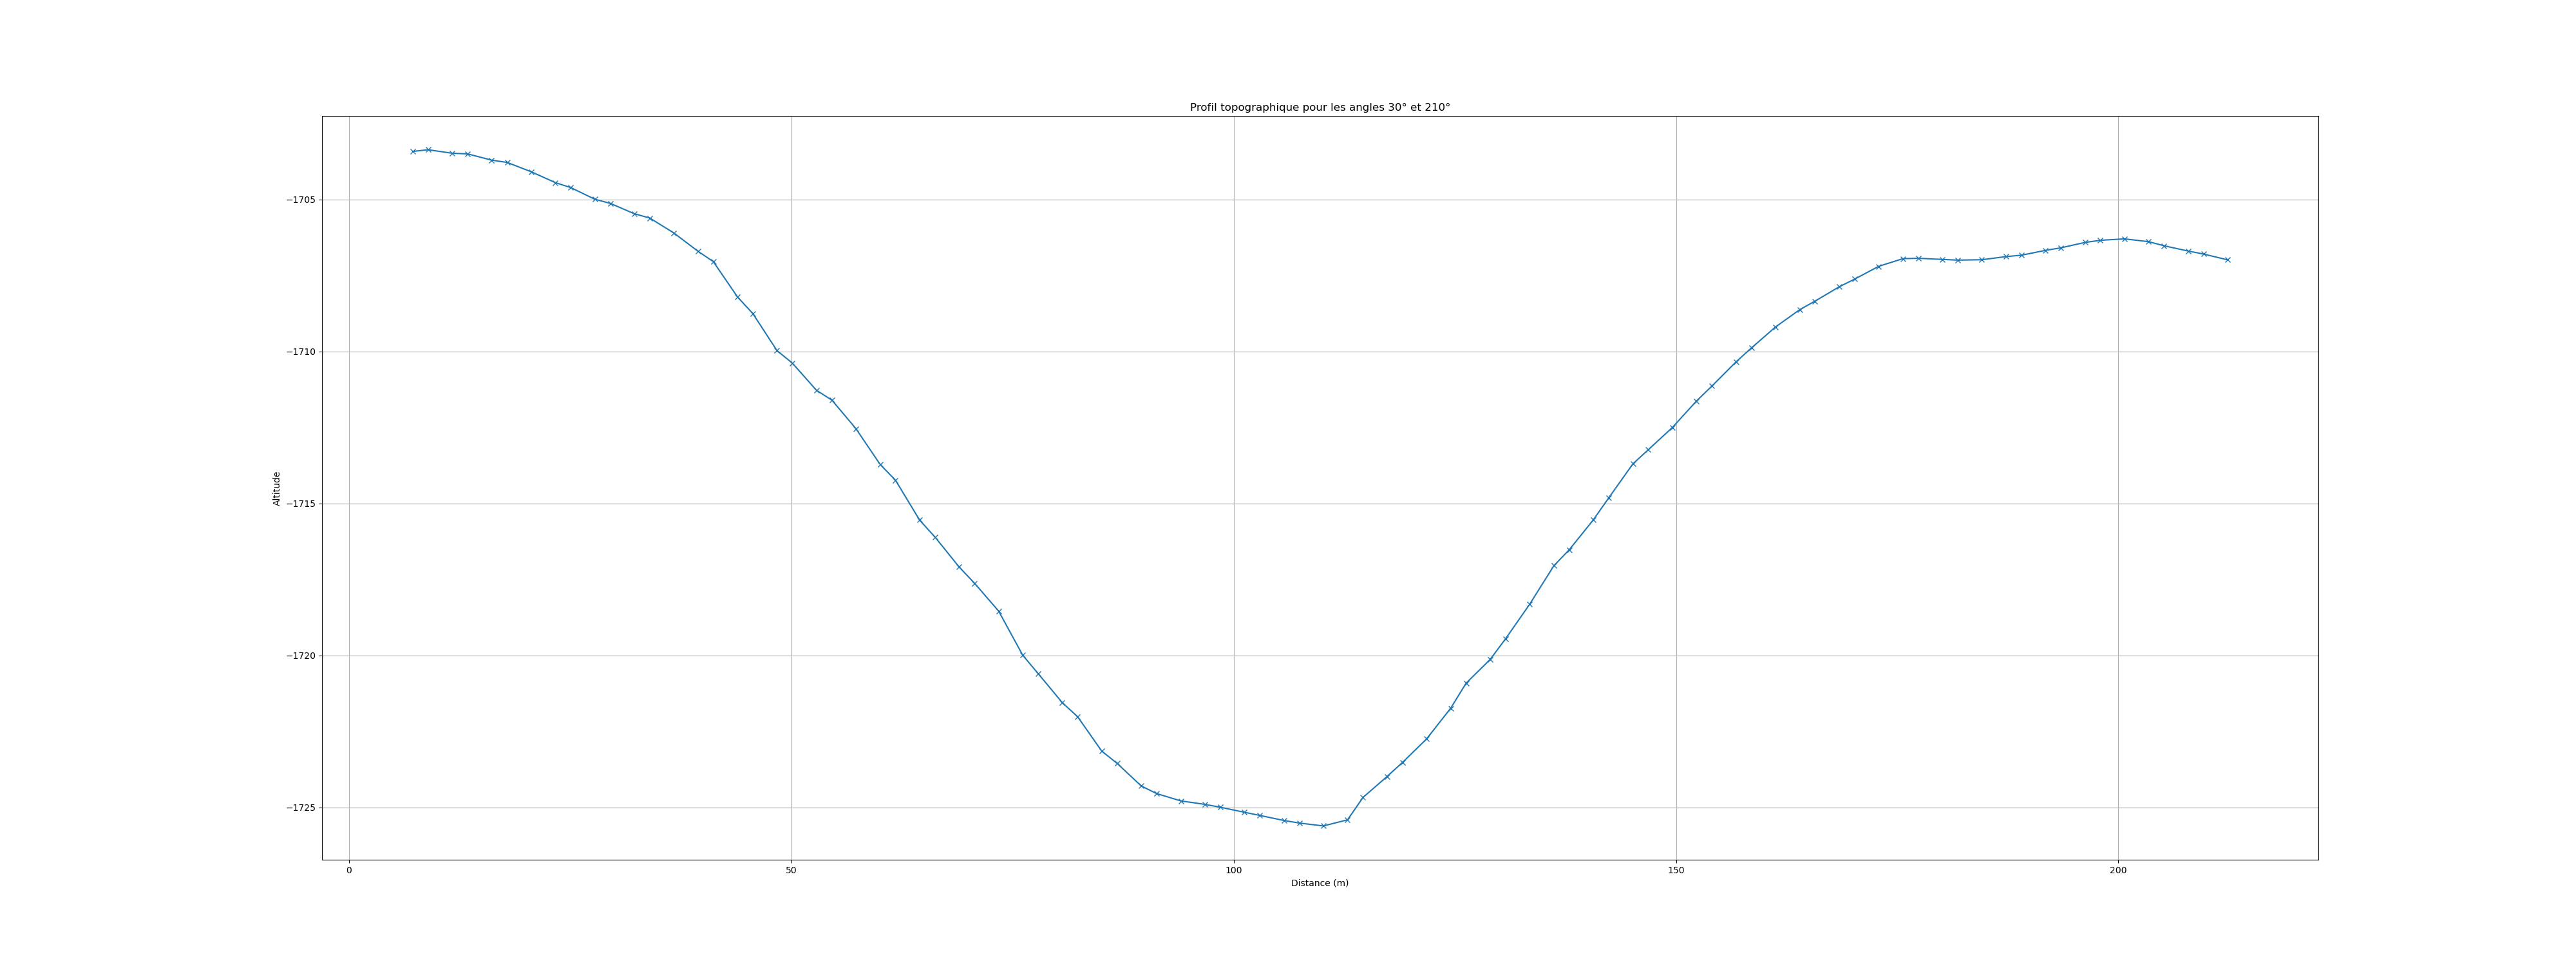 Profil topographique pour les angles 30° et 210°
−1705
−1710
−1715
−1720
−1725
Altitude
0 50 100 150 200
Distance (m)